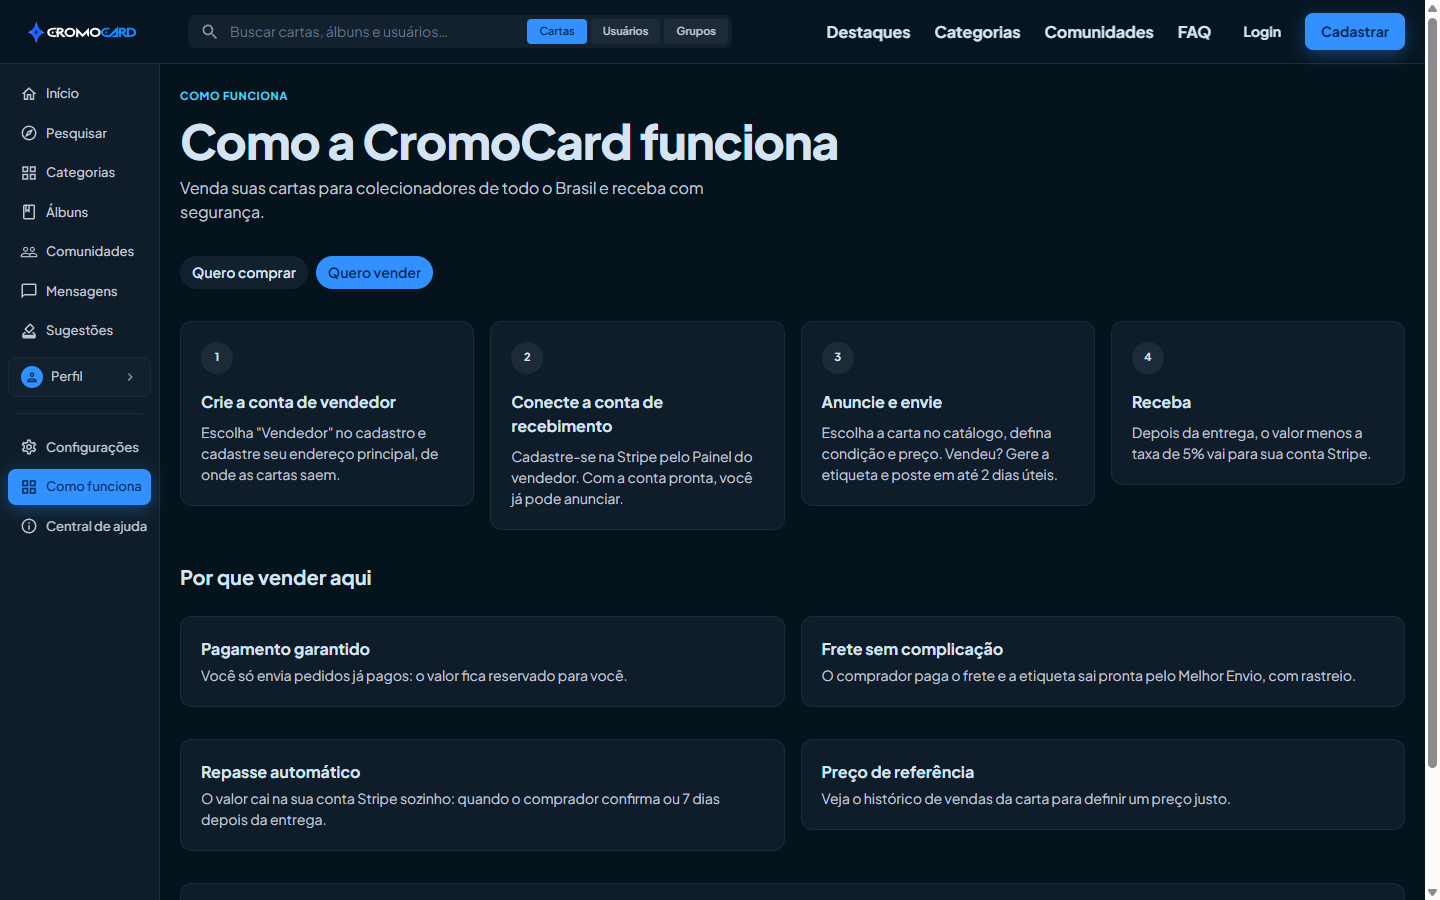 CROMOCARD
Buscar cartas, álbuns e usuários...
Cartas
Usuários
Grupos
Destaques
Categorias
Comunidades
FAQ
Login
Cadastrar
Início
Pesquisar
Categorias
Álbuns
Comunidades
Mensagens
Sugestões
Perfil
Configurações
Como funciona
Central de ajuda
COMO FUNCIONA
Como a CromoCard funciona
Venda suas cartas para colecionadores de todo o Brasil e receba com
segurança.
Quero comprar
Quero vender
1
Crie a conta de vendedor
Escolha "Vendedor" no cadastro e
cadastre seu endereço principal, de
onde as cartas saem.
2
Conecte a conta de
recebimento
Cadastre-se na Stripe pelo Painel do
vendedor. Com a conta pronta, você
já pode anunciar.
3
Anuncie e envie
Escolha a carta no catálogo, defina
condição e preço. Vendeu? Gere a
etiqueta e poste em até 2 dias úteis.
4
Receba
Depois da entrega, o valor menos a
taxa de 5% vai para sua conta Stripe.
Por que vender aqui
Pagamento garantido
Você só envia pedidos já pagos: o valor fica reservado para você.
Frete sem complicação
O comprador paga o frete e a etiqueta sai pronta pelo Melhor Envio, com rastreio.
Repasse automático
O valor cai na sua conta Stripe sozinho: quando o comprador confirma ou 7 dias
depois da entrega.
Preço de referência
Veja o histórico de vendas da carta para definir um preço justo.